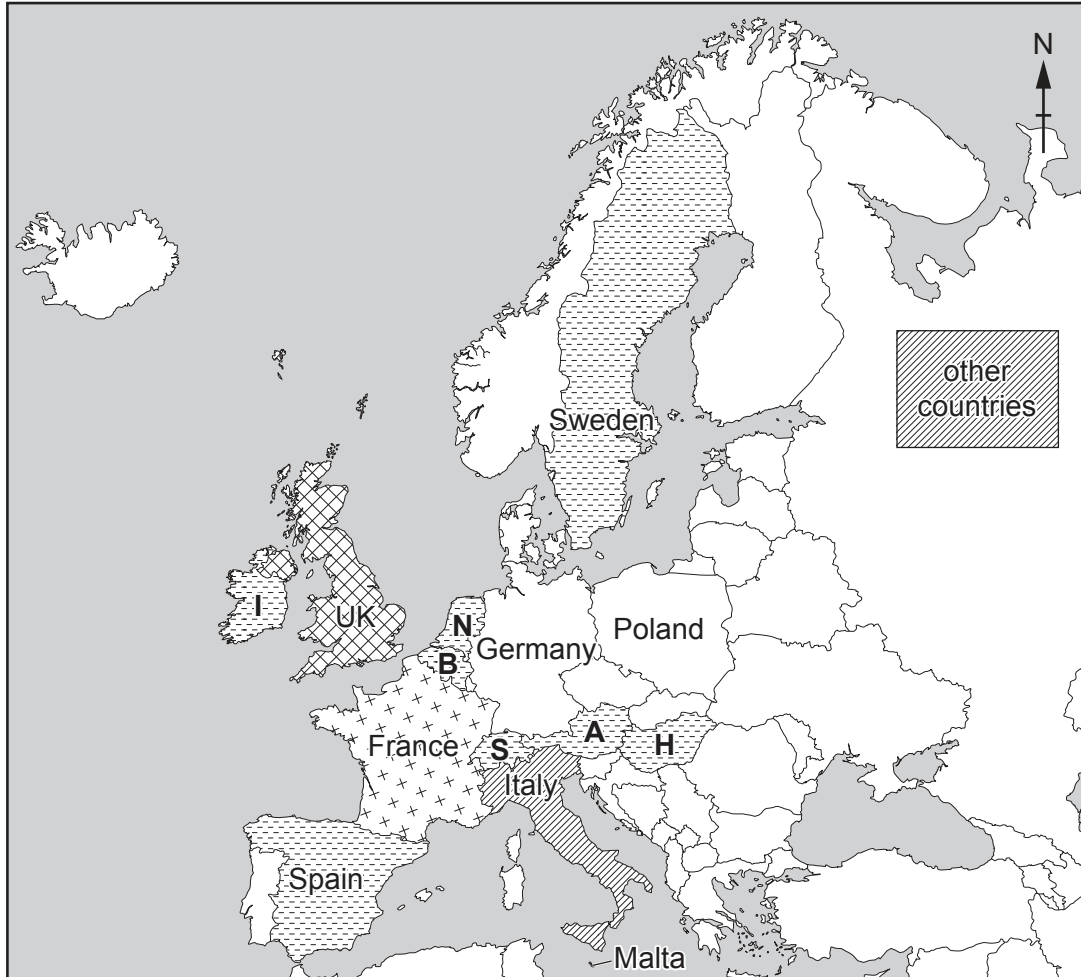 N
other
countries
Sweden
I
UK
N
B
Germany
Poland
France
S
A
H
Italy
Spain
Malta